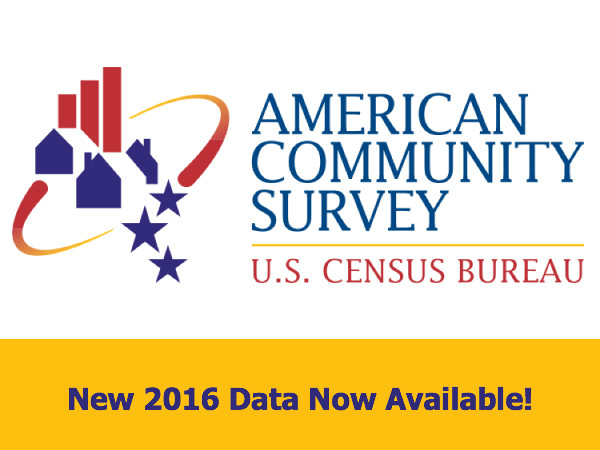 AMERICAN
COMMUNITY
SURVEY
U.S. CENSUS BUREAU
New 2016 Data Now Available!